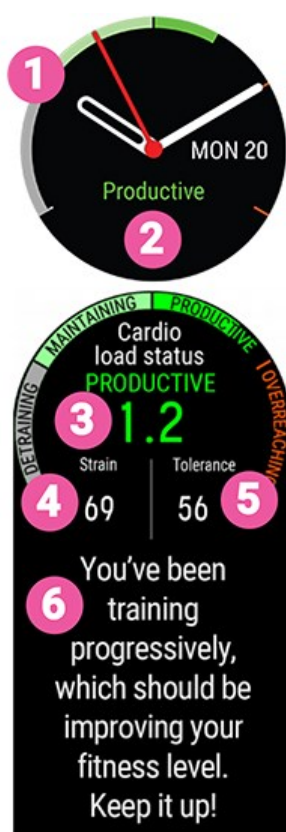 1
MON 20
Productive
2
MAINTAINING
PRODUCTIVE
DETRAINING
OVERREACHING
Cardio
load status
PRODUCTIVE
3
1.2
Strain
Tolerance
4
69
56
5
6
You've been
training
progressively,
which should be
improving your
fitness level.
Keep it up!